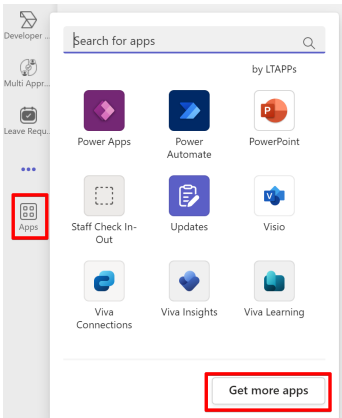 Developer ...
Multi Appr...
Leave Requ...
Apps
Search for apps
by LTAPPs
Power Apps
Power
Automate
PowerPoint
Staff Check In-
Out
Updates
Visio
Viva
Connections
Viva Insights
Viva Learning
Get more apps